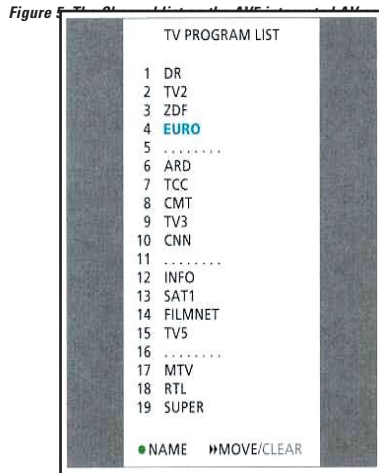 Figure 5
TV PROGRAM LIST
1 DR
2 TV2
3 ZDF
4 EURO
5 ........
6 ARD
7 TCC
8 CMT
9 TV3
10 CNN
11 ........
12 INFO
13 SAT1
14 FILMNET
15 TV5
16 ........
17 MTV
18 RTL
19 SUPER
●NAME ▸▸MOVE/CLEAR